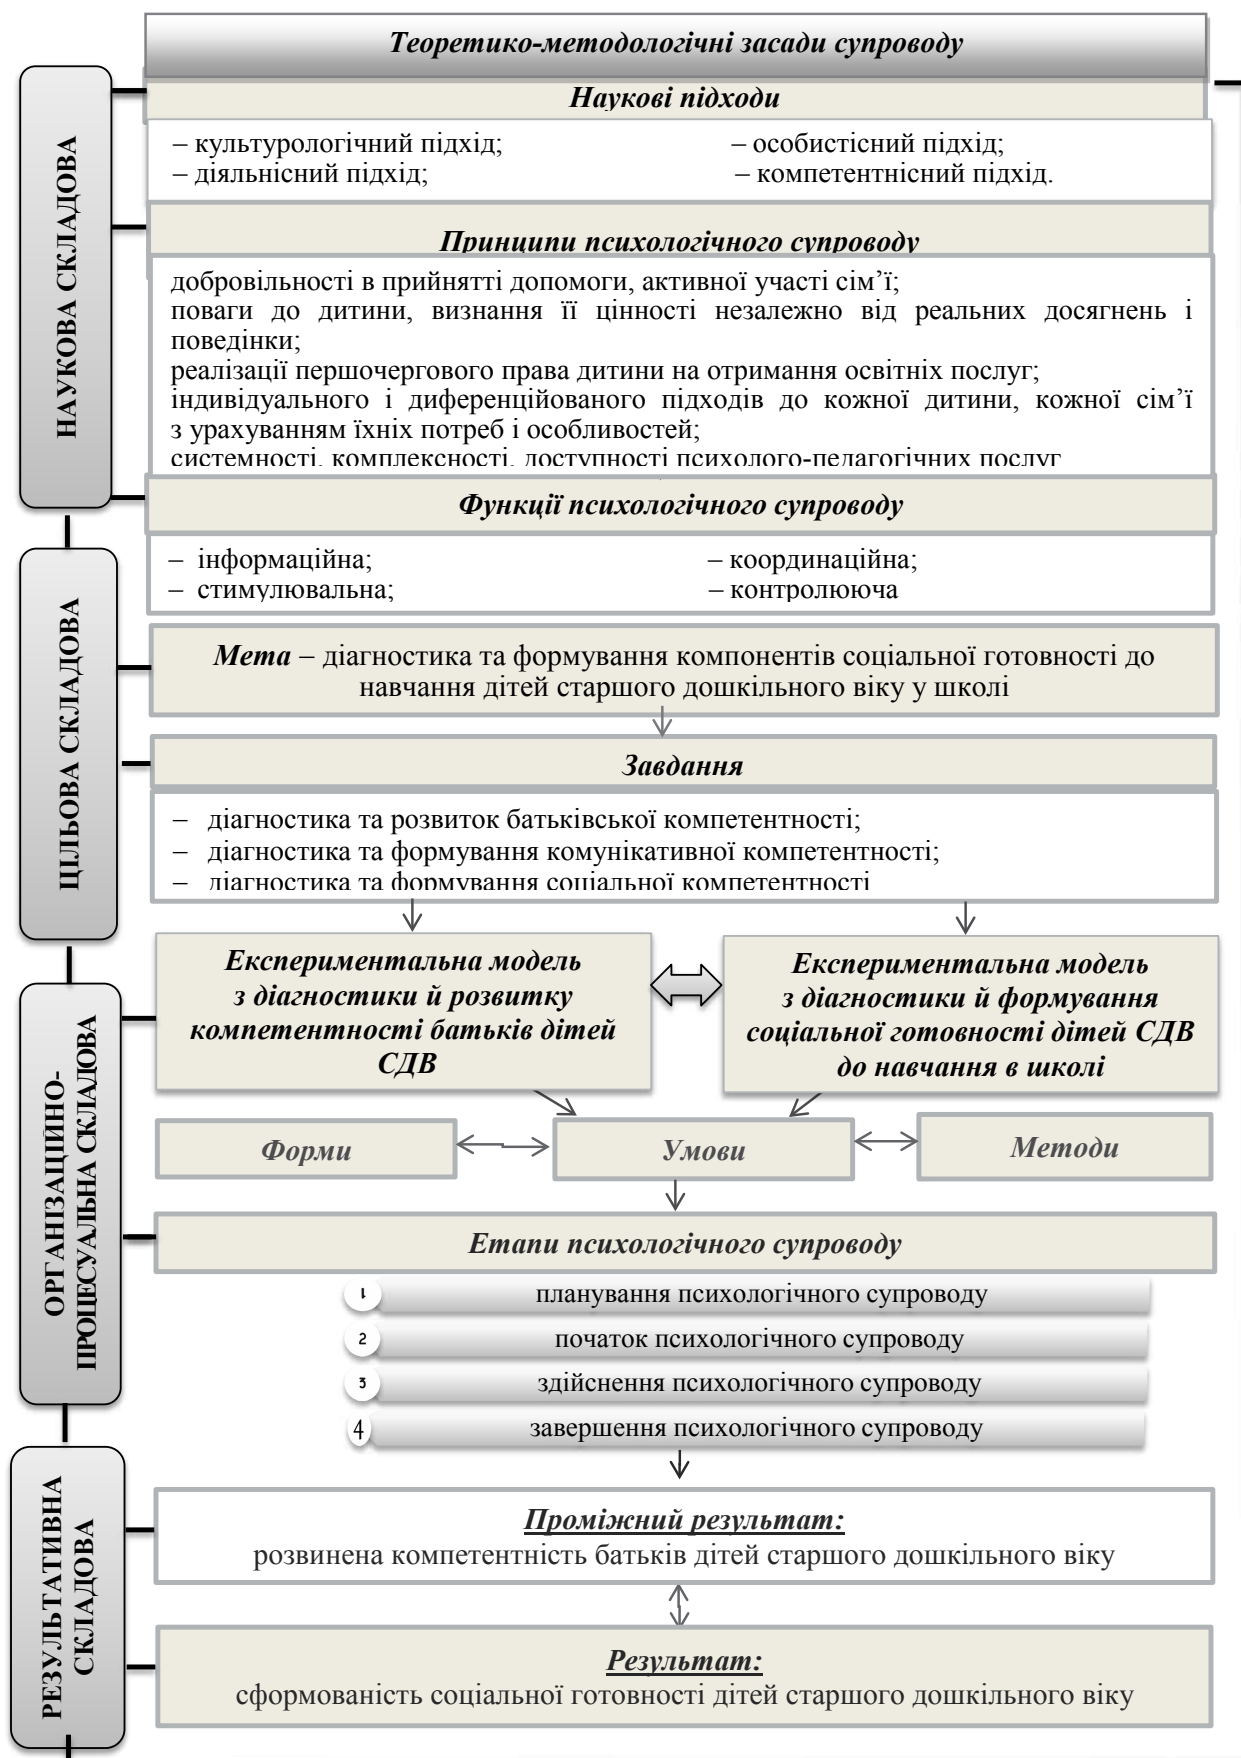 Теоретико-методологічні засади супроводу
НАУКОВА СКЛАДОВА
Наукові підходи
– культурологічний підхід; – особистісний підхід;
– діяльнісний підхід; – компетентнісний підхід.
Принципи психологічного супроводу
добровільності в прийнятті допомоги, активної участі сім’ї;
поваги до дитини, визнання її цінності незалежно від реальних досягнень і
поведінки;
реалізації першочергового права дитини на отримання освітніх послуг;
індивідуального і диференційованого підходів до кожної дитини, кожної сім’ї
з урахуванням їхніх потреб і особливостей;
системності, комплексності, доступності психолого-педагогічних послуг
Функції психологічного супроводу
– інформаційна; – координаційна;
– стимулювальна; – контролююча
ЦІЛЬОВА СКЛАДОВА
Мета – діагностика та формування компонентів соціальної готовності до
навчання дітей старшого дошкільного віку у школі
Завдання
– діагностика та розвиток батьківської компетентності;
– діагностика та формування комунікативної компетентності;
– діагностика та формування соціальної компетентності
ОРГАНІЗАЦІЙНО-
ПРОЦЕСУАЛЬНА СКЛАДОВА
Експериментальна модель
з діагностики й розвитку
компетентності батьків дітей
СДВ
Експериментальна модель
з діагностики й формування
соціальної готовності дітей СДВ
до навчання в школі
Форми
Умови
Методи
Етапи психологічного супроводу
1 планування психологічного супроводу
2 початок психологічного супроводу
3 здійснення психологічного супроводу
4 завершення психологічного супроводу
РЕЗУЛЬТАТИВНА
СКЛАДОВА
Проміжний результат:
розвинена компетентність батьків дітей старшого дошкільного віку
Результат:
сформованість соціальної готовності дітей старшого дошкільного віку